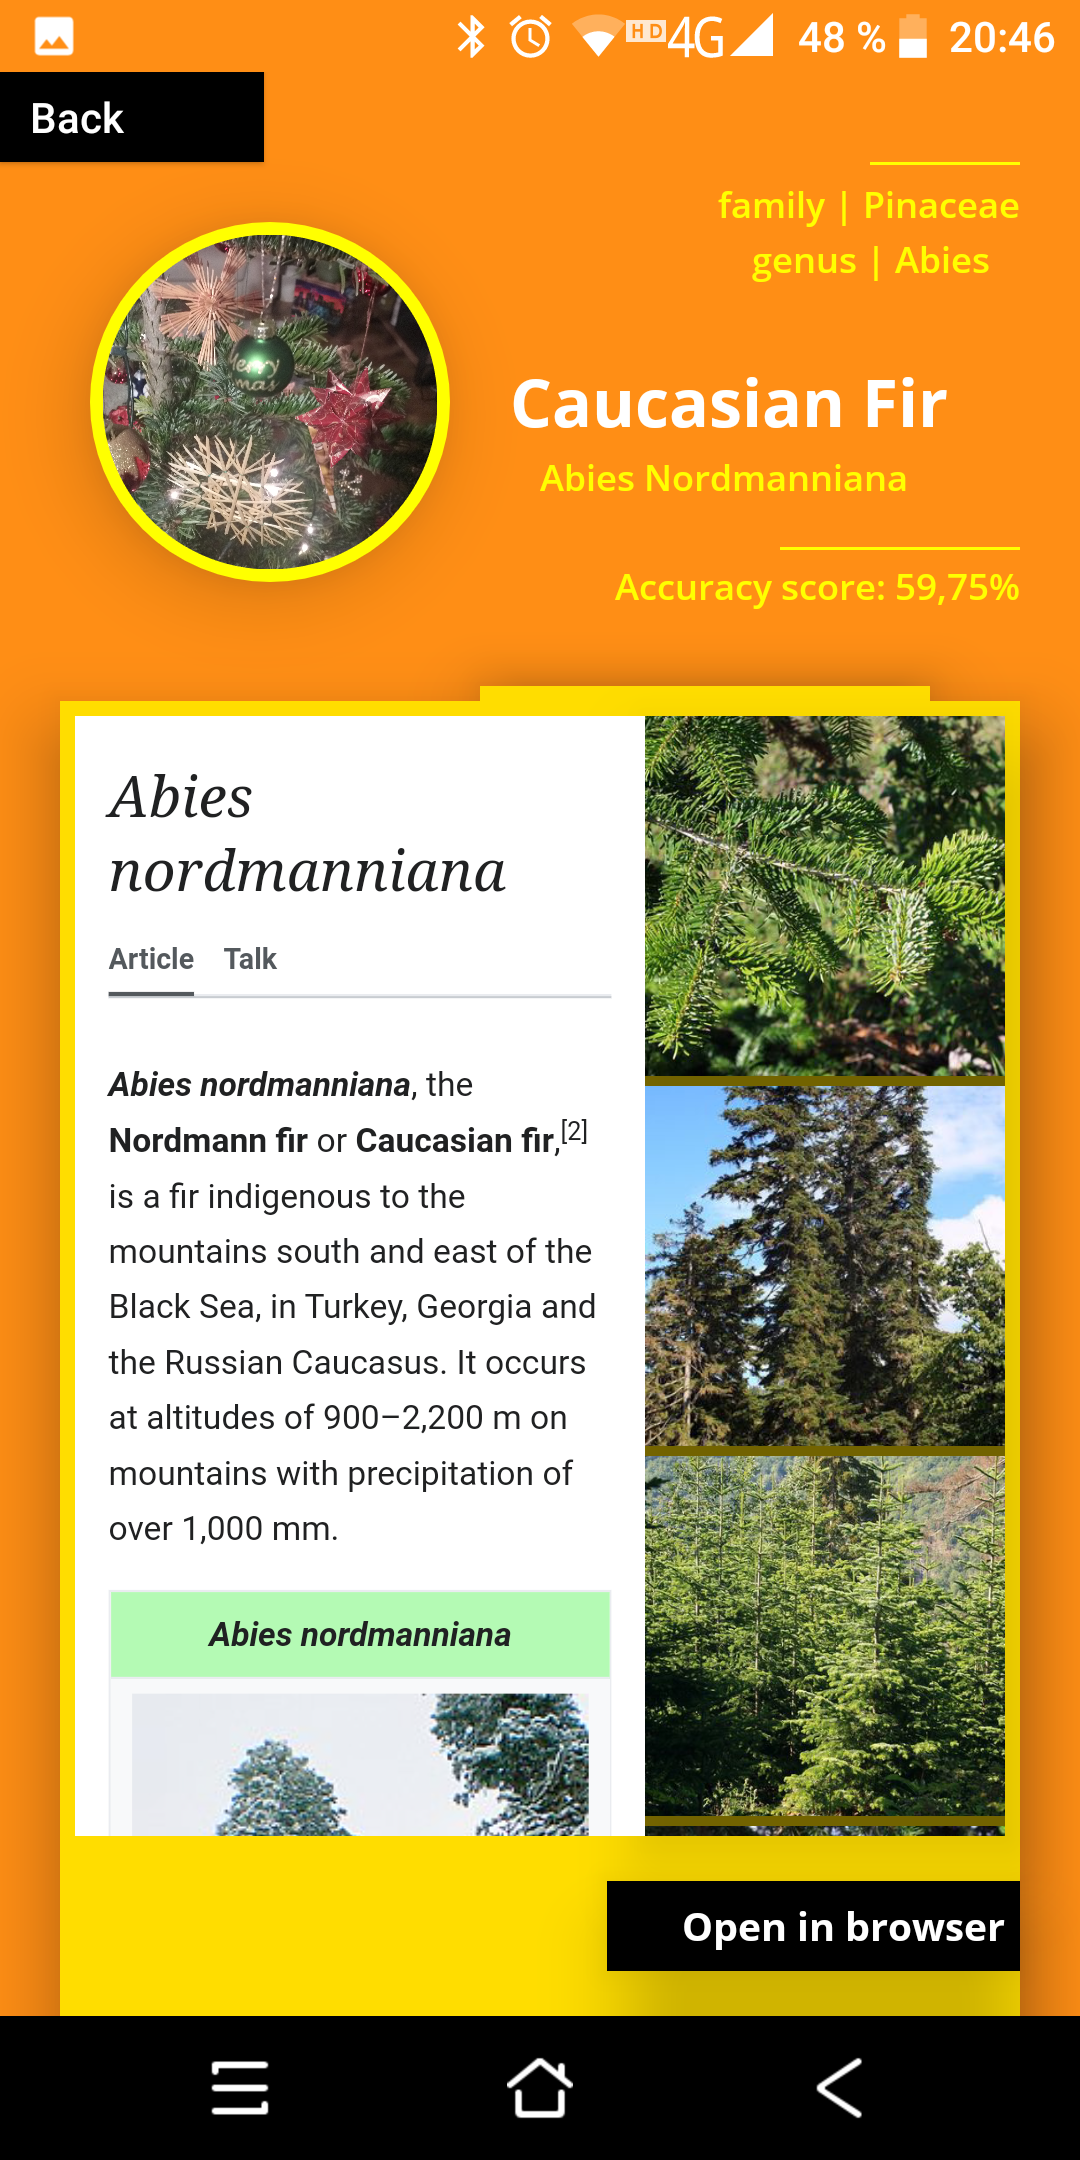 HD 4G 48 % 20:46
Back
family | Pinaceae
genus | Abies
Merry
mas
Caucasian Fir
Abies Nordmanniana
Accuracy score: 59,75%
Abies
nordmanniana
Article Talk
Abies nordmanniana, the
Nordmann fir or Caucasian fir,[2]
is a fir indigenous to the
mountains south and east of the
Black Sea, in Turkey, Georgia and
the Russian Caucasus. It occurs
at altitudes of 900–2,200 m on
mountains with precipitation of
over 1,000 mm.
Abies nordmanniana
Open in browser